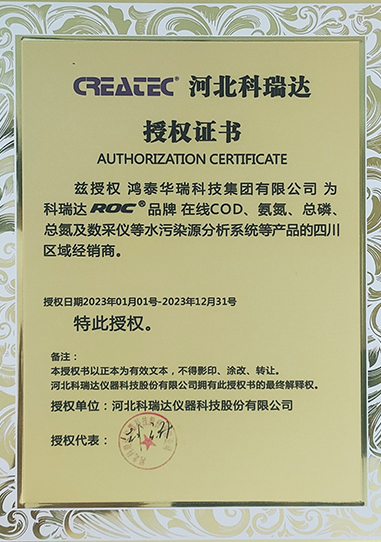 CREATEC® 河北科瑞达
授权证书
AUTHORIZATION CERTIFICATE
兹授权 鸿泰华瑞科技集团有限公司 为
科瑞达 ROC® 品牌 在线COD、氨氮、总磷、
总氮及数采仪等水污染源分析系统等产品的四川
区域经销商。
授权日期2023年01月01号-2023年12月31号
特此授权。
备注：
本授权书以正本为有效文本，不得影印、涂改、转让。
河北科瑞达仪器科技股份有限公司拥有此授权书的最终解释权。
授权单位：河北科瑞达仪器科技股份有限公司
授权代表：